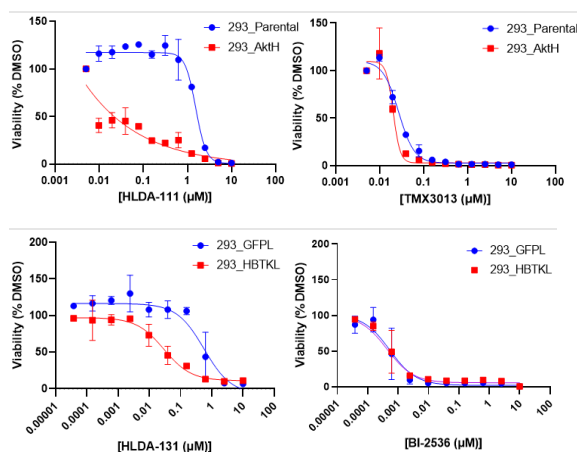 293_Parental
293_AktH
Viability (% DMSO)
150
100
50
0
0.001 0.01 0.1 1 10 100
[HLDA-111 (µM)]
293_Parental
293_AktH
Viability (% DMSO)
150
100
50
0
0.001 0.01 0.1 1 10 100
[TMX3013 (µM)]
293_GFPL
293_HBTKL
Viability (% DMSO)
200
150
100
50
0
0.00001 0.0001 0.001 0.01 0.1 1 10 100
[HLDA-131 (µM)]
293_GFPL
293_HBTKL
Viability (% DMSO)
200
150
100
50
0
0.00001 0.0001 0.001 0.01 0.1 1 10 100
[BI-2536 (µM)]